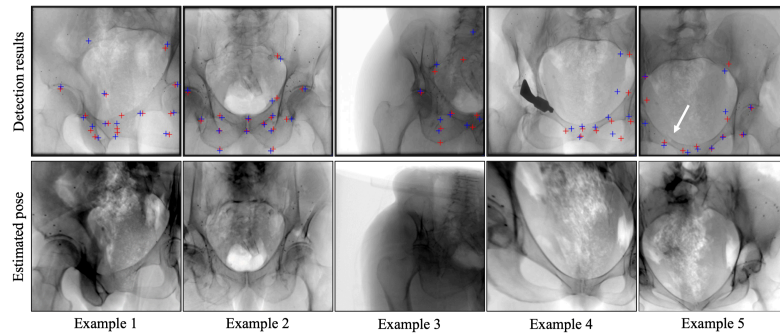 Detection results
Estimated pose
Example 1
Example 2
Example 3
Example 4
Example 5